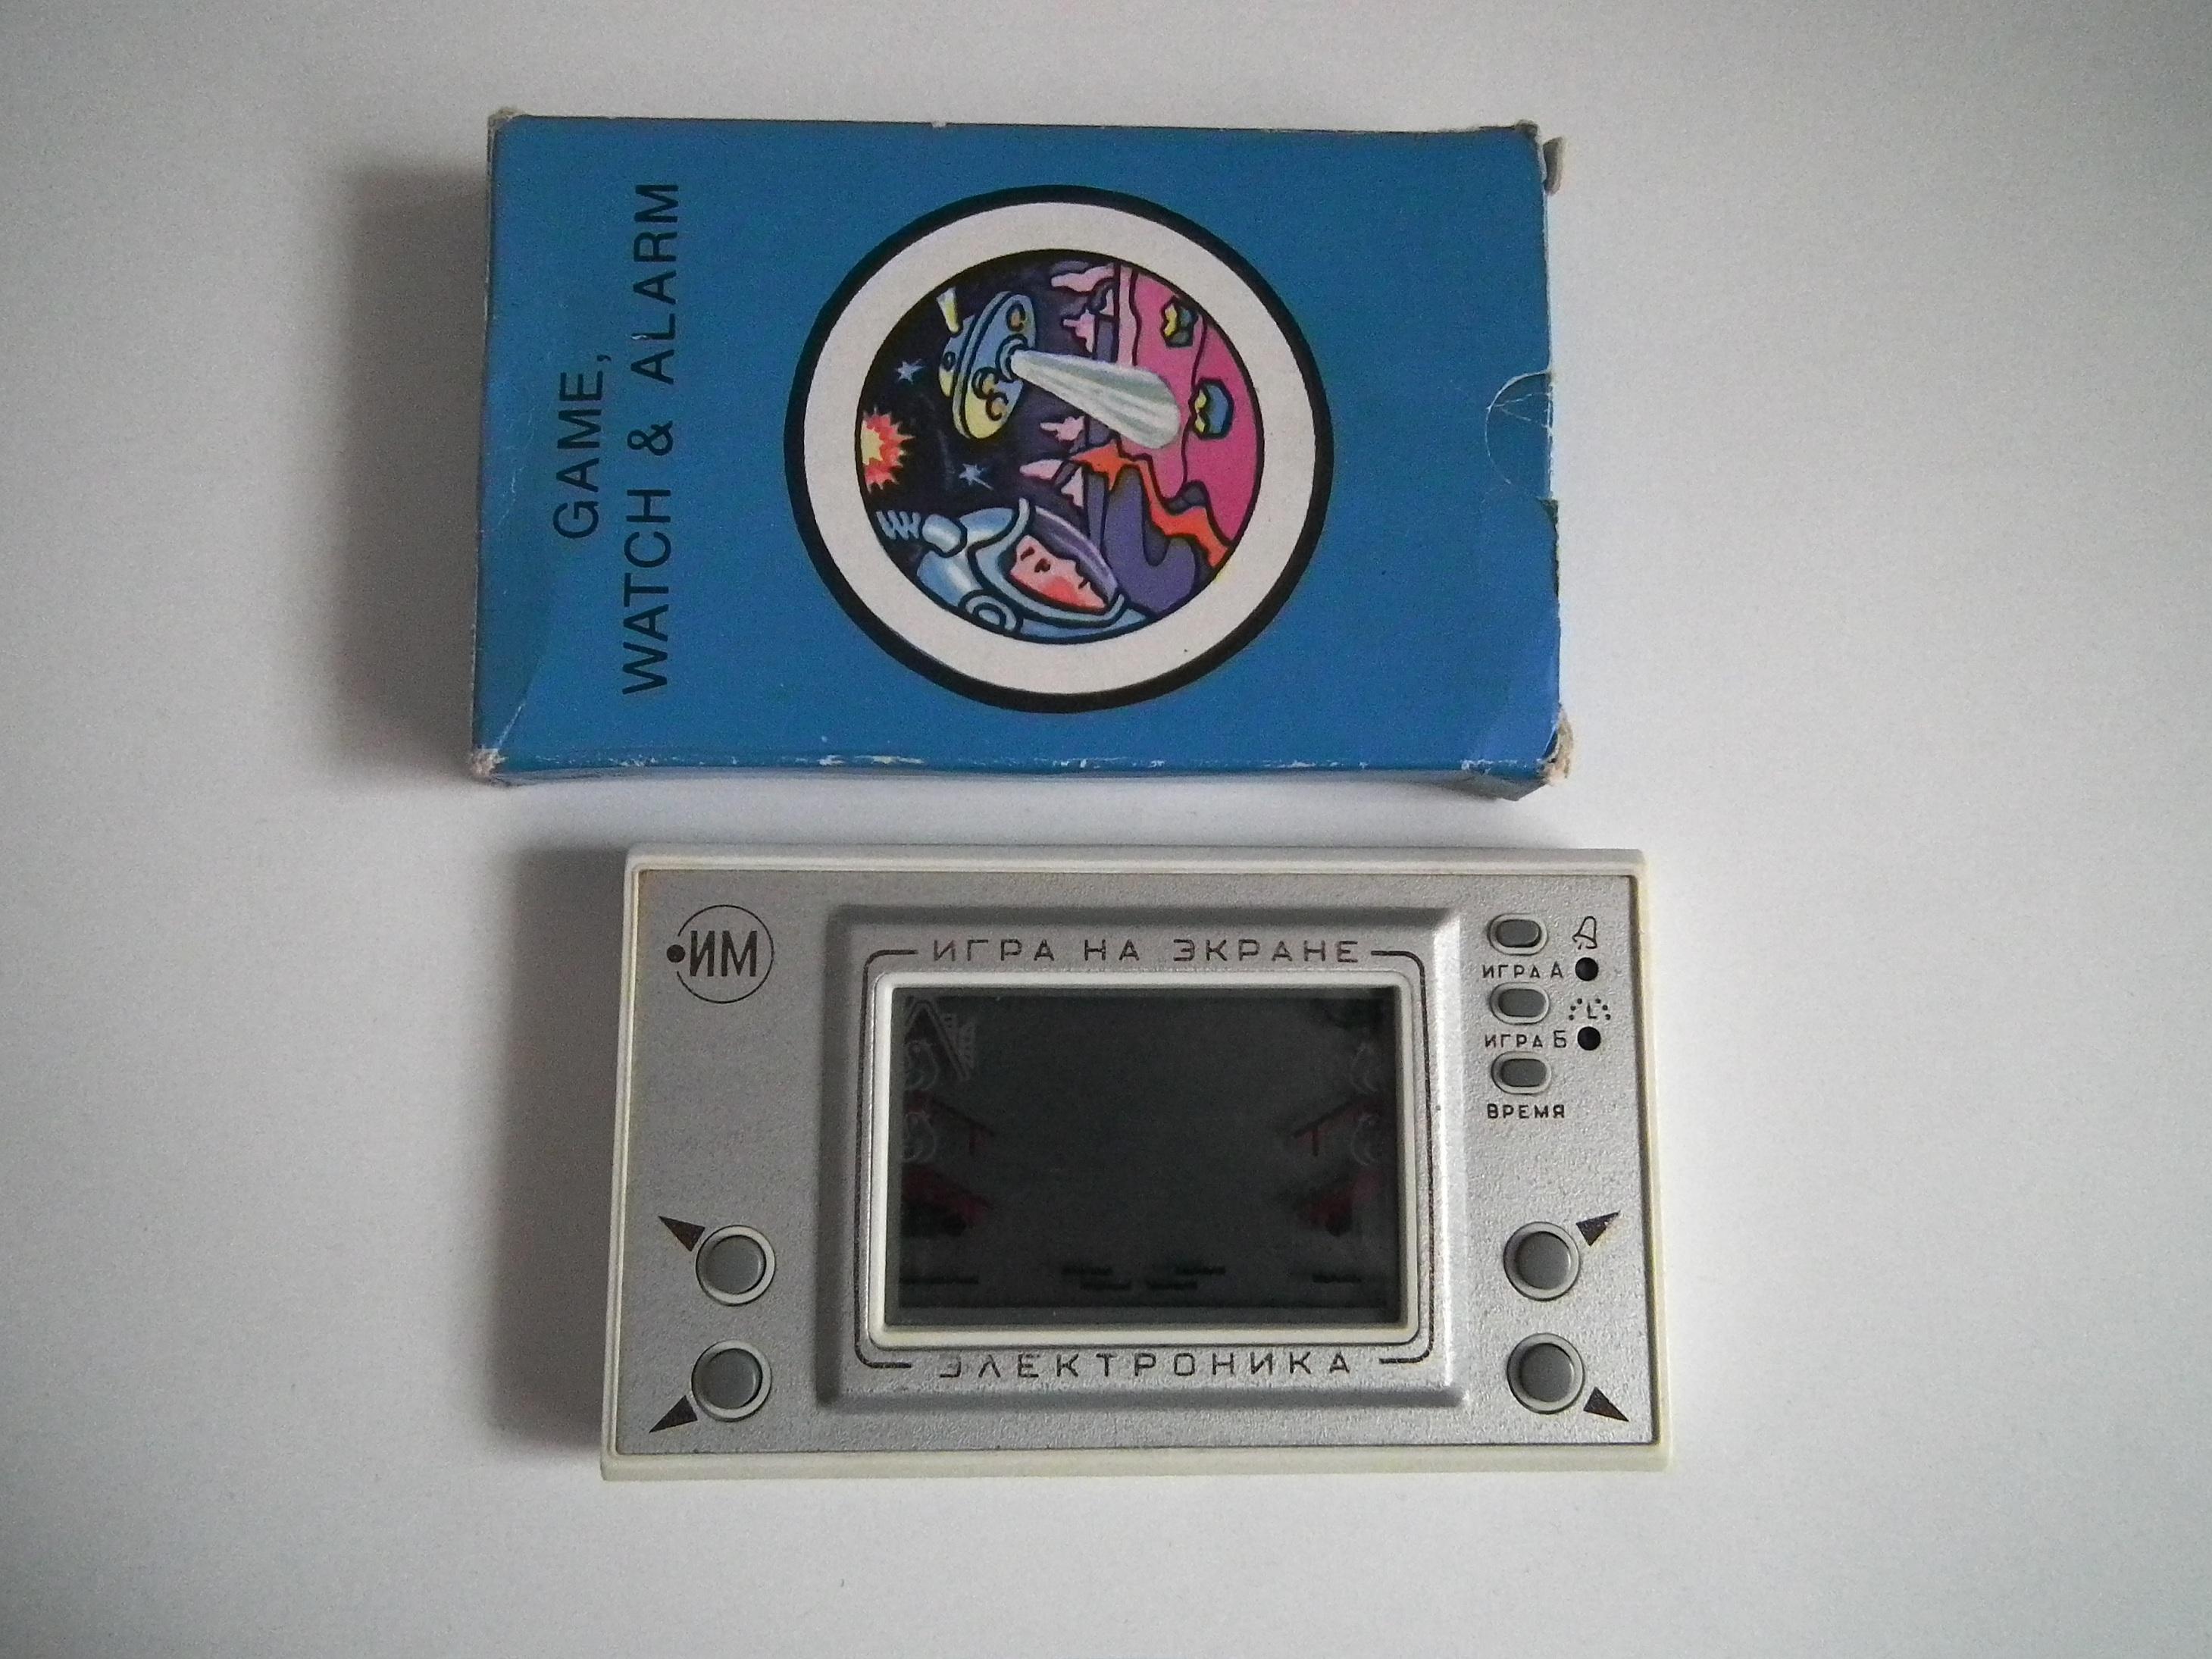 GAME,
WATCH & ALARM
ИМ
ИГРА НА ЭКРАНЕ
ИГРА А
ИГРА Б
ВРЕМЯ
ЭЛЕКТРОНИКА